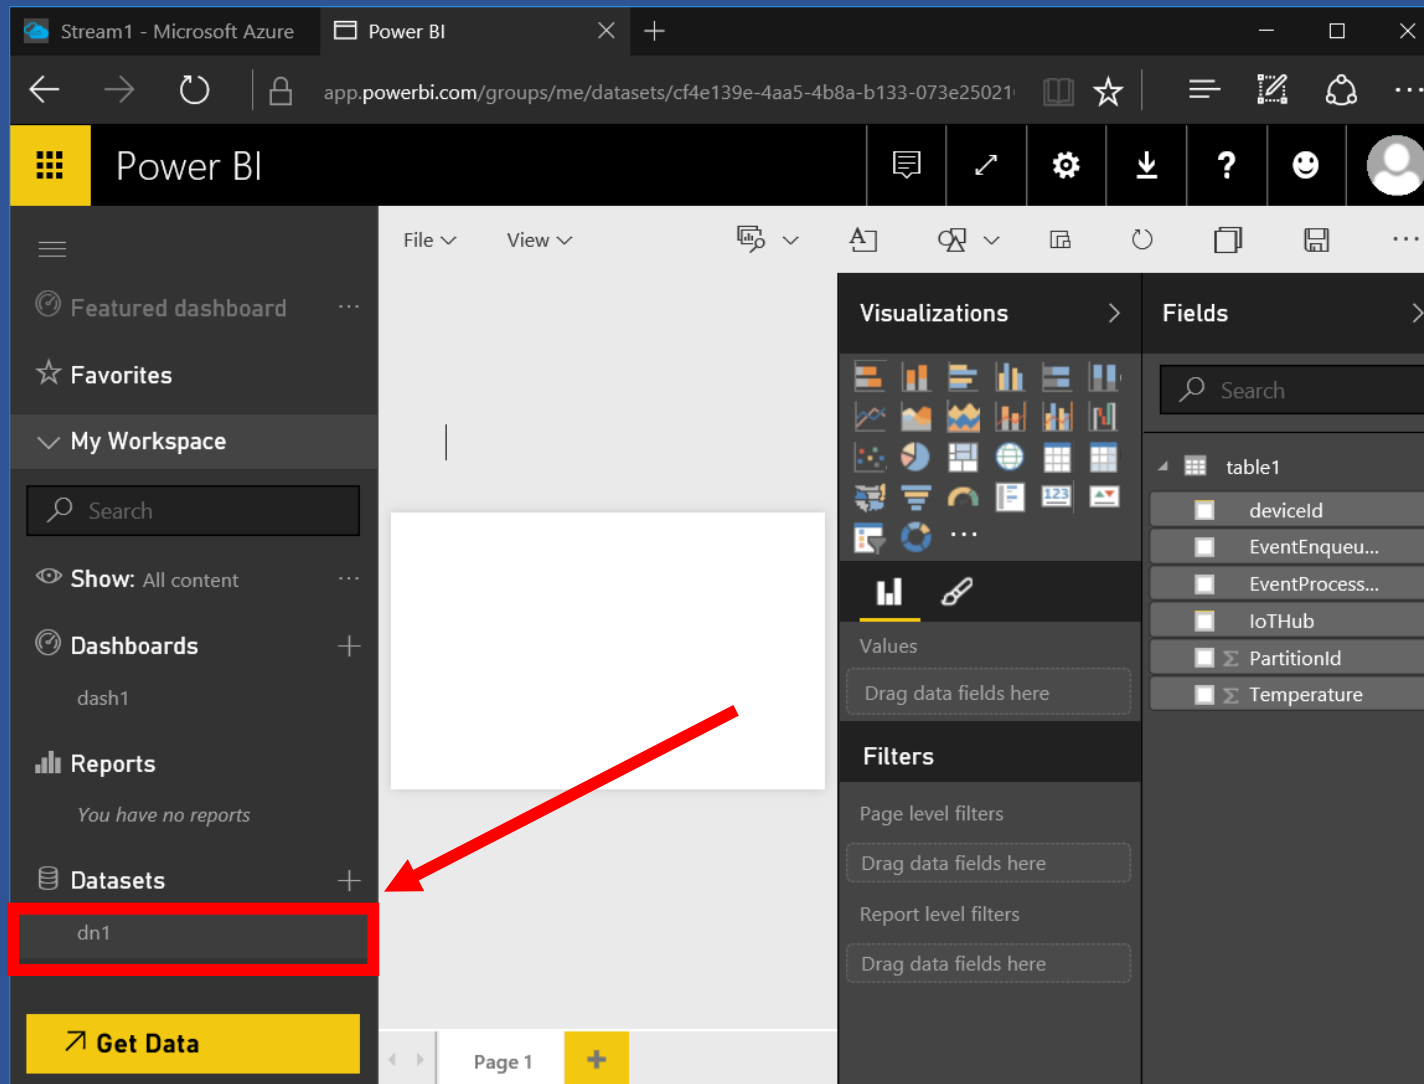 Stream1 - Microsoft Azure
Power BI
app.powerbi.com/groups/me/datasets/cf4e139e-4aa5-4b8a-b133-073e25021
Power BI
?
File
View
Featured dashboard
...
Favorites
My Workspace
Search
Show: All content
...
Dashboards
dash1
Reports
You have no reports
Datasets
dn1
Get Data
Page 1
Visualizations
123
...
Values
Drag data fields here
Filters
Page level filters
Drag data fields here
Report level filters
Drag data fields here
Fields
Search
table1
deviceId
EventEnqueu...
EventProcess...
IoTHub
Σ PartitionId
Σ Temperature